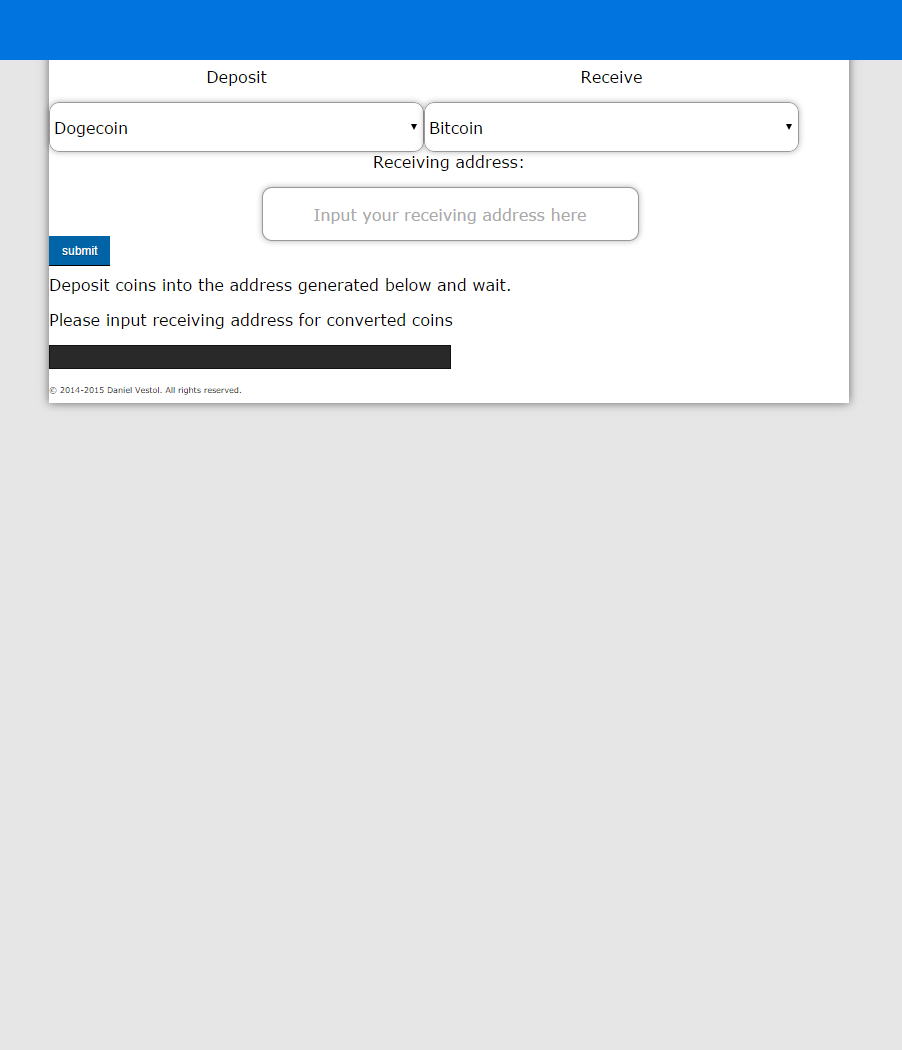 Deposit Receive
Dogecoin Bitcoin
Receiving address:
Input your receiving address here
submit
Deposit coins into the address generated below and wait.
Please input receiving address for converted coins
© 2014-2015 Daniel Vestol. All rights reserved.